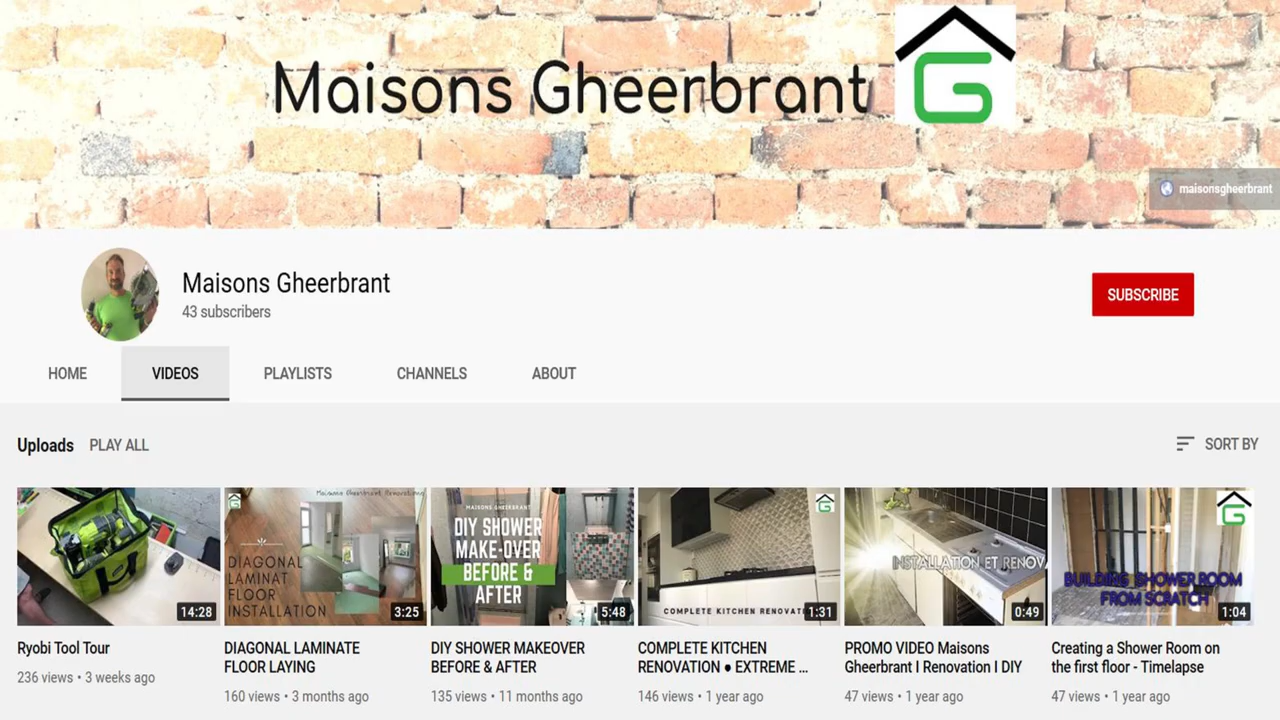 Maisons Gheerbrant
G
maisonsgheerbrant
Maisons Gheerbrant
43 subscribers
SUBSCRIBE
HOME VIDEOS PLAYLISTS CHANNELS ABOUT
Uploads PLAY ALL SORT BY
14:28
Maisons Gheerbrant Renovations
G
DIAGONAL
LAMINAT
FLOOR
INSTALLATION
3:25
MAISONS GHEERBRANT
DIY SHOWER
MAKE-OVER
BEFORE &
AFTER
5:48
G
COMPLETE KITCHEN RENOVATI
1:31
INSTALLATION ET RENOV
0:49
G
BUILDING SHOWER ROOM
FROM SCRATCH
1:04
Ryobi Tool Tour
236 views • 3 weeks ago
DIAGONAL LAMINATE
FLOOR LAYING
160 views • 3 months ago
DIY SHOWER MAKEOVER
BEFORE & AFTER
135 views • 11 months ago
COMPLETE KITCHEN
RENOVATION ● EXTREME ...
146 views • 1 year ago
PROMO VIDEO Maisons
Gheerbrant I Renovation I DIY
47 views • 1 year ago
Creating a Shower Room on
the first floor - Timelapse
47 views • 1 year ago